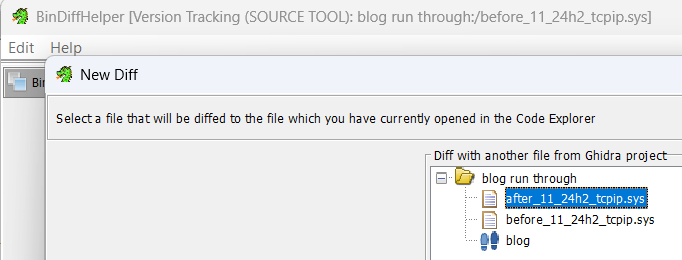 BinDiffHelper [Version Tracking (SOURCE TOOL): blog run through:/before_11_24h2_tcpip.sys]
Edit Help
Bin
New Diff
Select a file that will be diffed to the file which you have currently opened in the Code Explorer
Diff with another file from Ghidra project
blog run through
after_11_24h2_tcpip.sys
before_11_24h2_tcpip.sys
blog